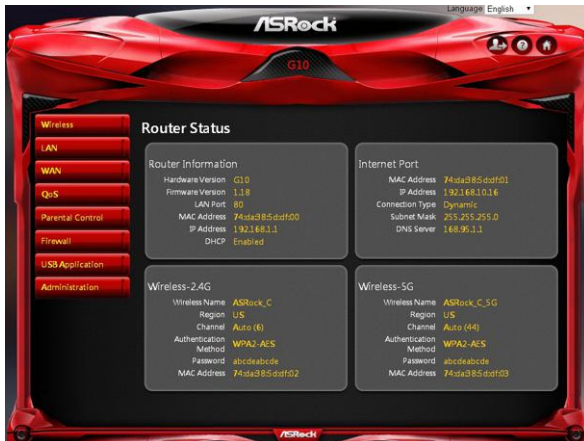 Language English
ASRock
G10
Wireless
LAN
WAN
QoS
Parental Control
Firewall
USB Application
Administration
Router Status
Router Information
Hardware Version G10
Firmware Version 1.18
LAN Port 80
MAC Address 74:da:38:5d:df:00
IP Address 192.168.1.1
DHCP Enabled
Internet Port
MAC Address 74:da:38:5d:df:01
IP Address 192.168.10.16
Connection Type Dynamic
Subnet Mask 255.255.255.0
DNS Server 168.95.1.1
Wireless-2.4G
Wireless Name ASRock_C
Region US
Channel Auto (6)
Authentication
Method WPA2-AES
Password abcdeabcde
MAC Address 74:da:38:5d:df:02
Wireless-5G
Wireless Name ASRock_C_5G
Region US
Channel Auto (44)
Authentication
Method WPA2-AES
Password abcdeabcde
MAC Address 74:da:38:5d:df:03
ASRock